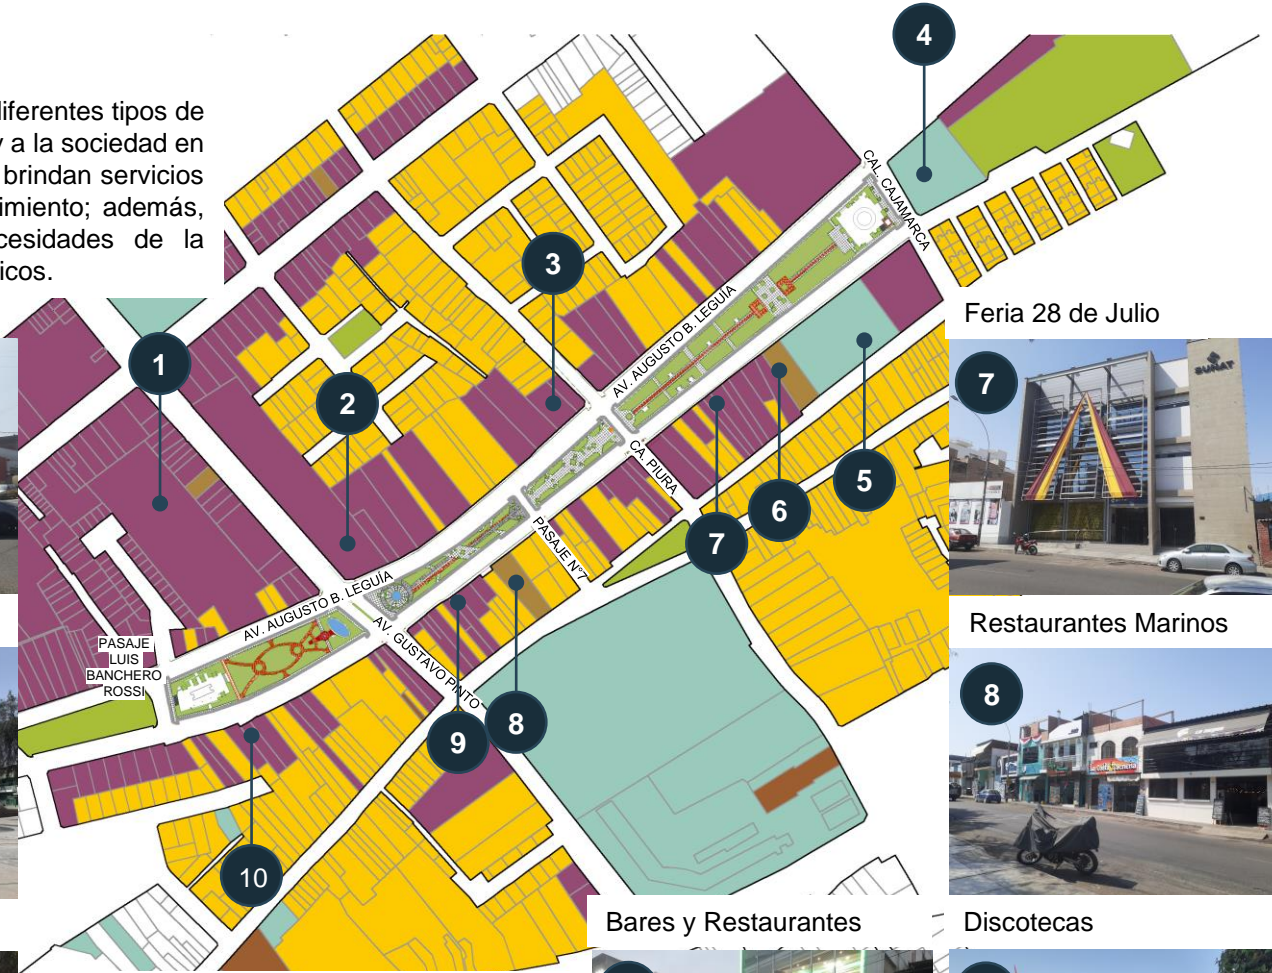 diferentes tipos de
y a la sociedad en
brindan servicios
imiento; además,
cesidades de la
icos.
4
CAL. CAJAMARCA
3
AV. AUGUSTO B. LEGUÍA
1
2
CA. PIURA
5
6
7
PASAJE N°7
AV. AUGUSTO B. LEGUÍA
PASAJE
LUIS
BANCHERO
ROSSI
AV. GUSTAVO PINTO
8
9
10
Feria 28 de Julio
7
SUNAT
Restaurantes Marinos
8
Bares y Restaurantes
Discotecas